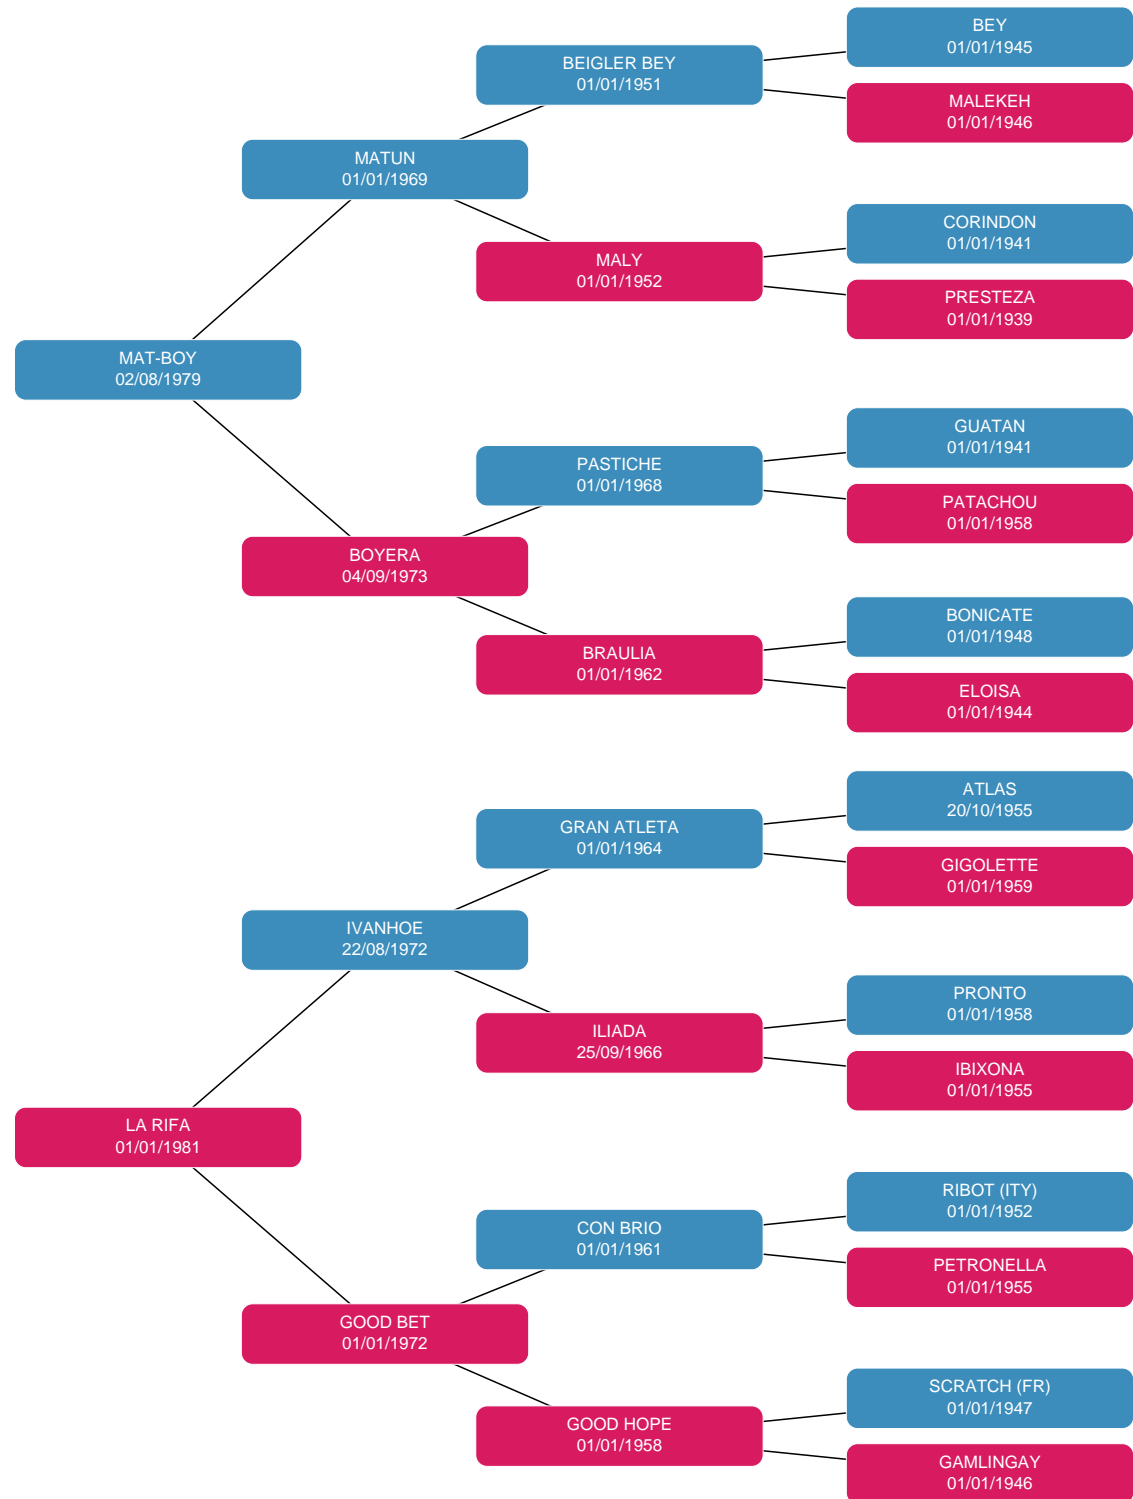 BEY
01/01/1945
BEIGLER BEY
01/01/1951
MALEKEH
01/01/1946
MATUN
01/01/1969
CORINDON
01/01/1941
MALY
01/01/1952
PRESTEZA
01/01/1939
MAT-BOY
02/08/1979
GUATAN
01/01/1941
PASTICHE
01/01/1968
PATACHOU
01/01/1958
BOYERA
04/09/1973
BONICATE
01/01/1948
BRAULIA
01/01/1962
ELOISA
01/01/1944
ATLAS
20/10/1955
GRAN ATLETA
01/01/1964
GIGOLETTE
01/01/1959
IVANHOE
22/08/1972
PRONTO
01/01/1958
ILIADA
25/09/1966
IBIXONA
01/01/1955
LA RIFA
01/01/1981
RIBOT (ITY)
01/01/1952
CON BRIO
01/01/1961
PETRONELLA
01/01/1955
GOOD BET
01/01/1972
SCRATCH (FR)
01/01/1947
GOOD HOPE
01/01/1958
GAMLINGAY
01/01/1946